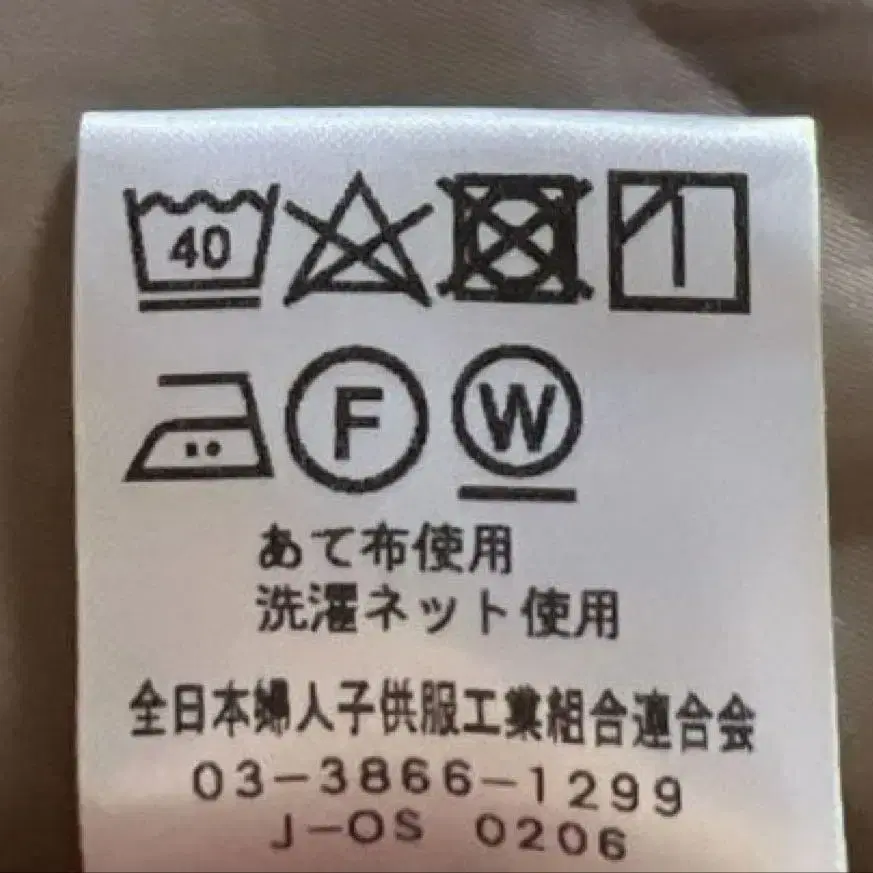 40
F W
あて布使用
洗濯ネット使用
全日本婦人子供服工業組合連合会
03-3866-1299
J-OS 0206